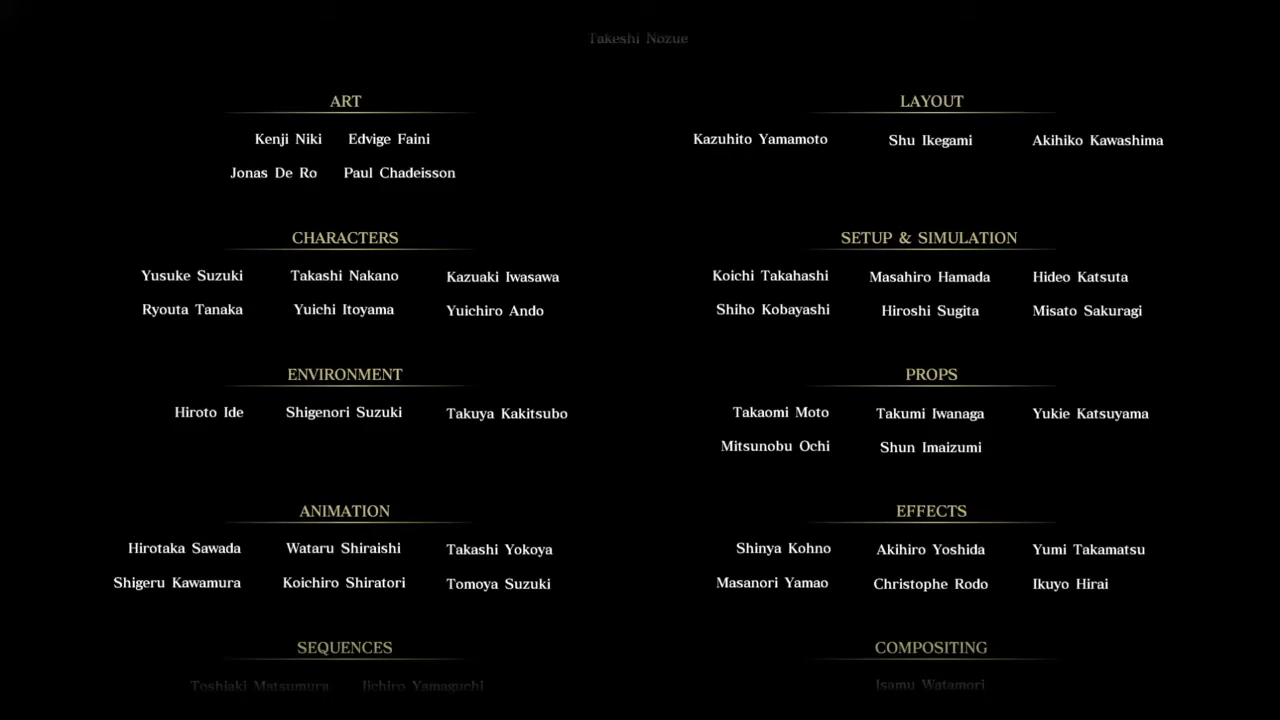 Takeshi Nozue
ART
Kenji Niki Edvige Faini
Jonas De Ro Paul Chadeisson
LAYOUT
Kazuhito Yamamoto Shu Ikegami Akihiko Kawashima
CHARACTERS
Yusuke Suzuki Takashi Nakano Kazuaki Iwasawa
Ryouta Tanaka Yuichi Itoyama Yuichiro Ando
SETUP & SIMULATION
Koichi Takahashi Masahiro Hamada Hideo Katsuta
Shiho Kobayashi Hiroshi Sugita Misato Sakuragi
ENVIRONMENT
Hiroto Ide Shigenori Suzuki Takuya Kakitsubo
PROPS
Takaomi Moto Takumi Iwanaga Yukie Katsuyama
Mitsunobu Ochi Shun Imaizumi
ANIMATION
Hirotaka Sawada Wataru Shiraishi Takashi Yokoya
Shigeru Kawamura Koichiro Shiratori Tomoya Suzuki
EFFECTS
Shinya Kohno Akihiro Yoshida Yumi Takamatsu
Masanori Yamao Christophe Rodo Ikuyo Hirai
SEQUENCES
Toshiaki Matsumura Iichiro Yamaguchi
COMPOSITING
Isamu Watamori